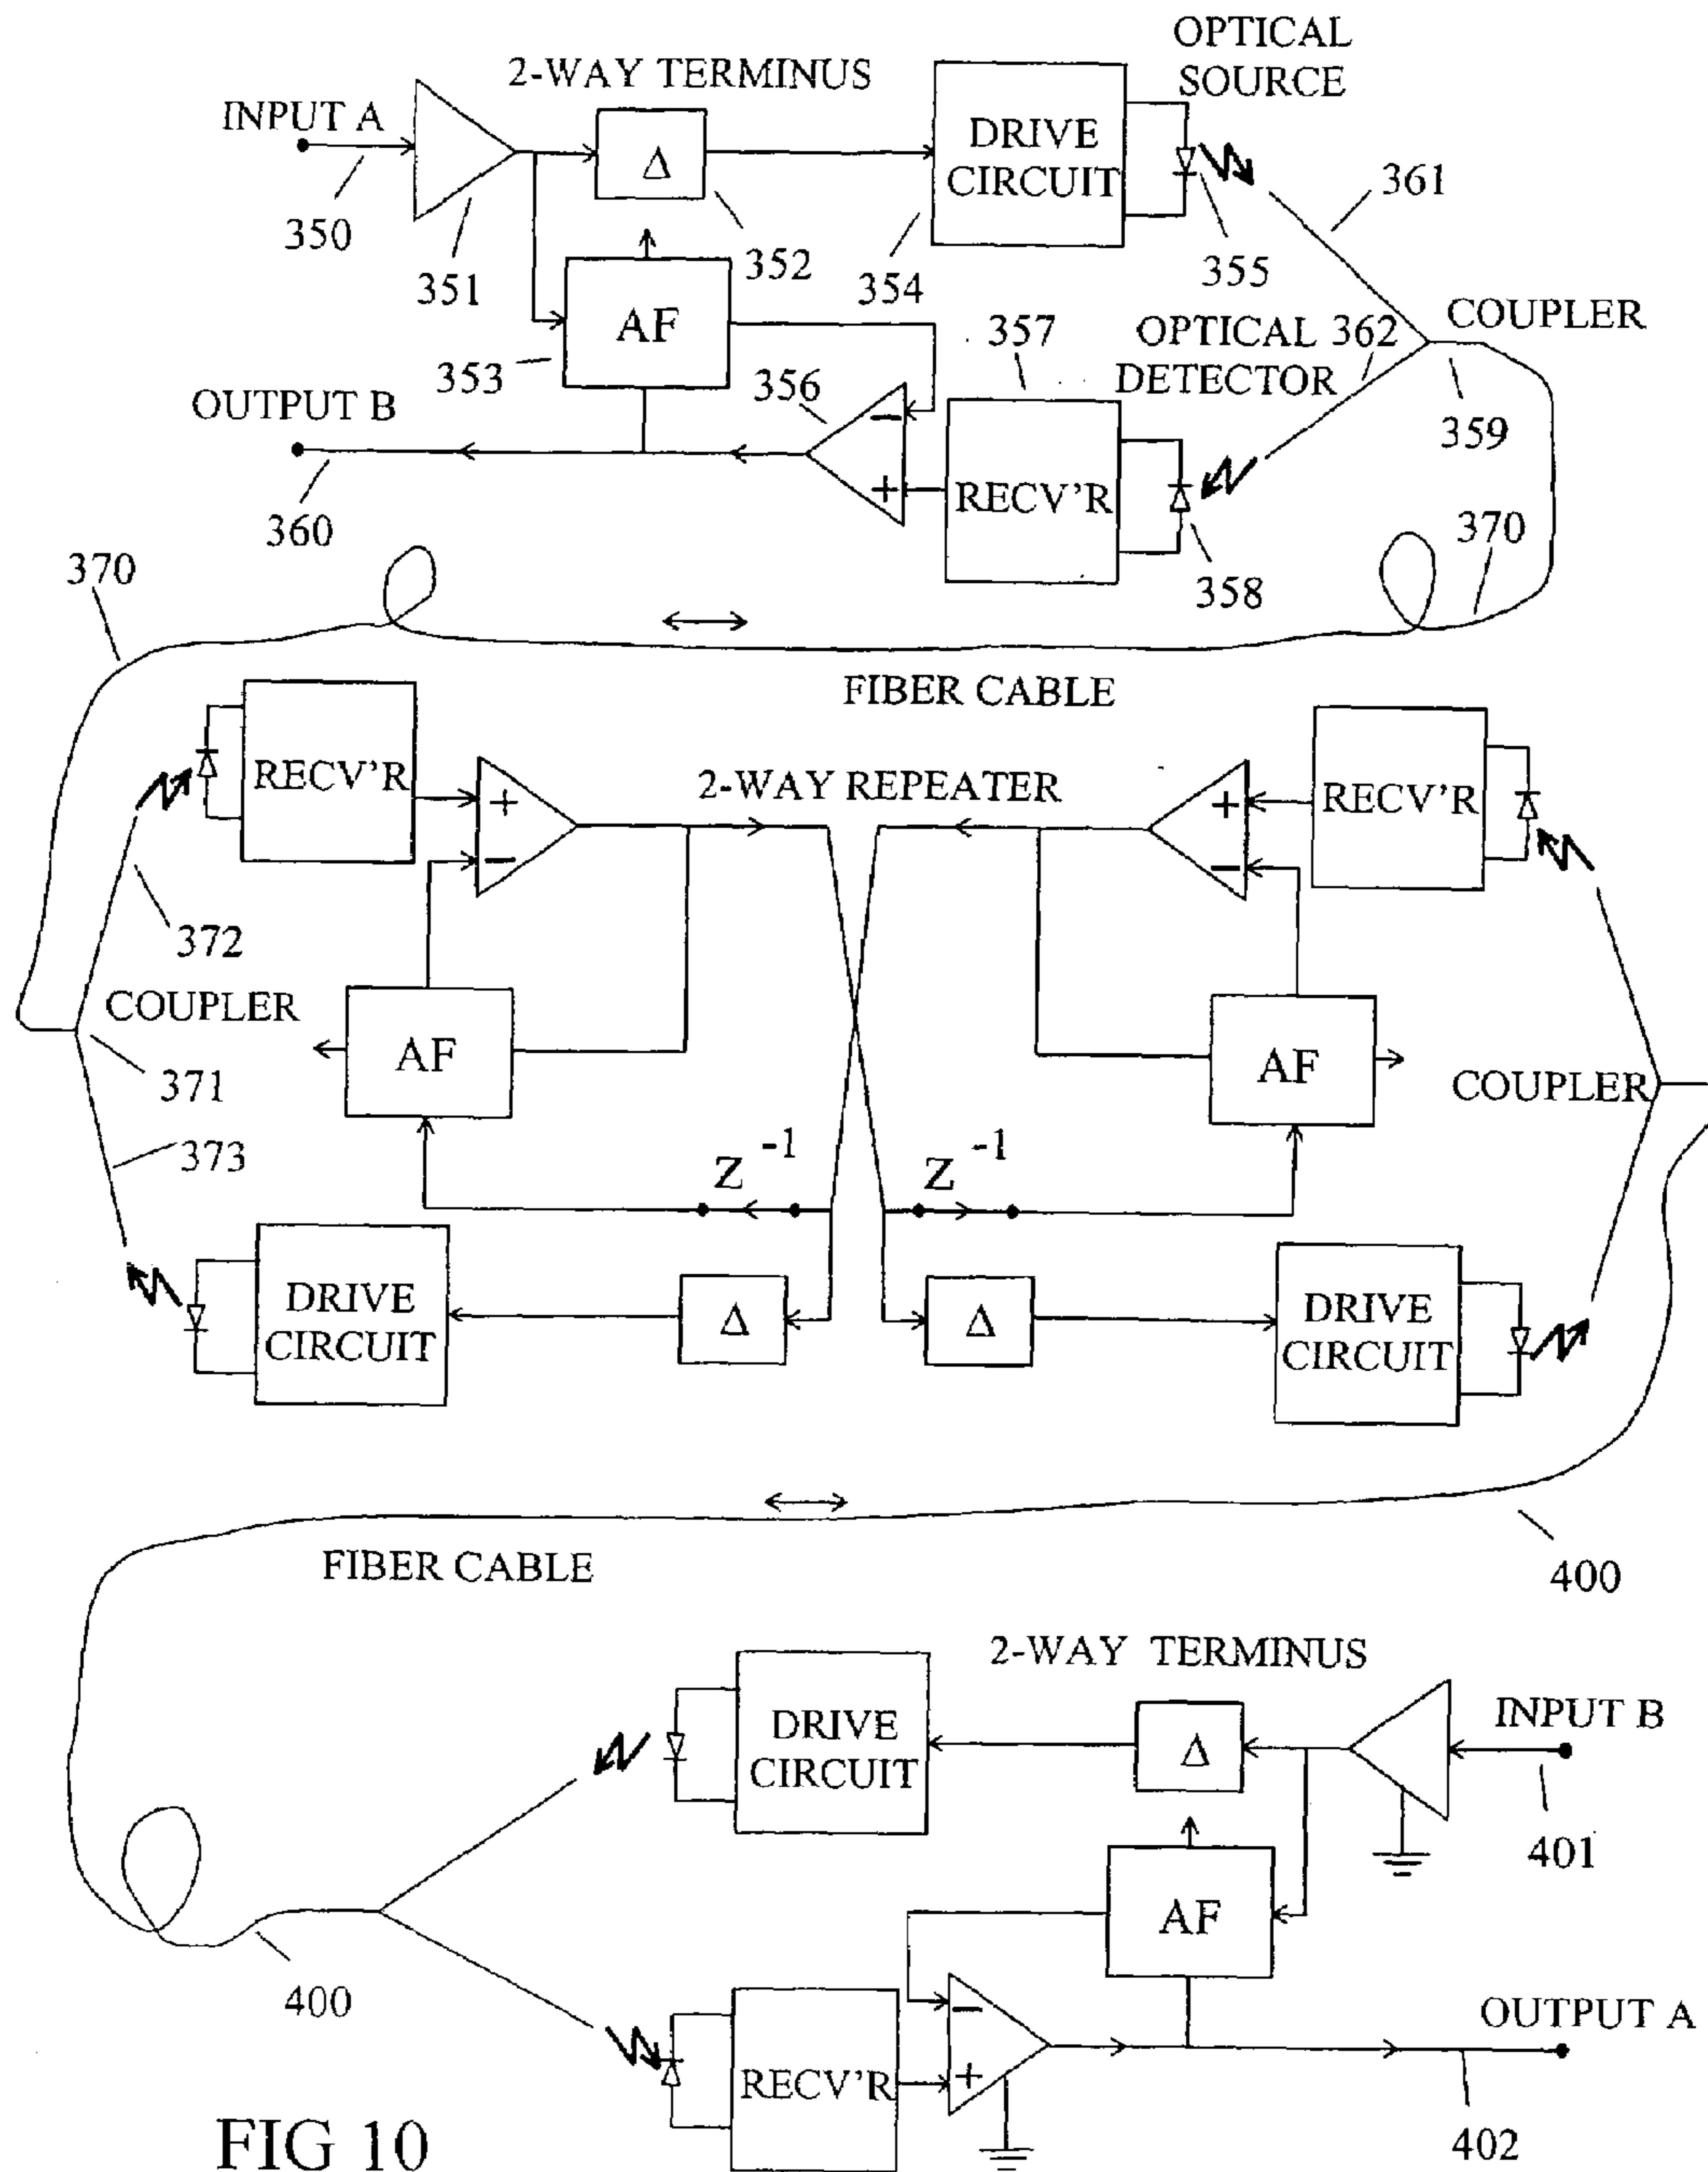 OPTICAL
SOURCE
2-WAY TERMINUS
INPUT A
350
351
Δ
352
DRIVE
CIRCUIT
354
355
361
AF
353
357
OPTICAL
DETECTOR
362
COUPLER
359
OUTPUT B
360
356
−
+
RECV'R
358
370
370
FIBER CABLE
RECV'R
+
−
2-WAY REPEATER
+
−
RECV'R
372
COUPLER
371
373
AF
AF
COUPLER
Z -1
Z -1
DRIVE
CIRCUIT
Δ
Δ
DRIVE
CIRCUIT
FIBER CABLE
400
2-WAY TERMINUS
DRIVE
CIRCUIT
Δ
INPUT B
401
AF
400
−
+
RECV'R
OUTPUT A
402
FIG 10